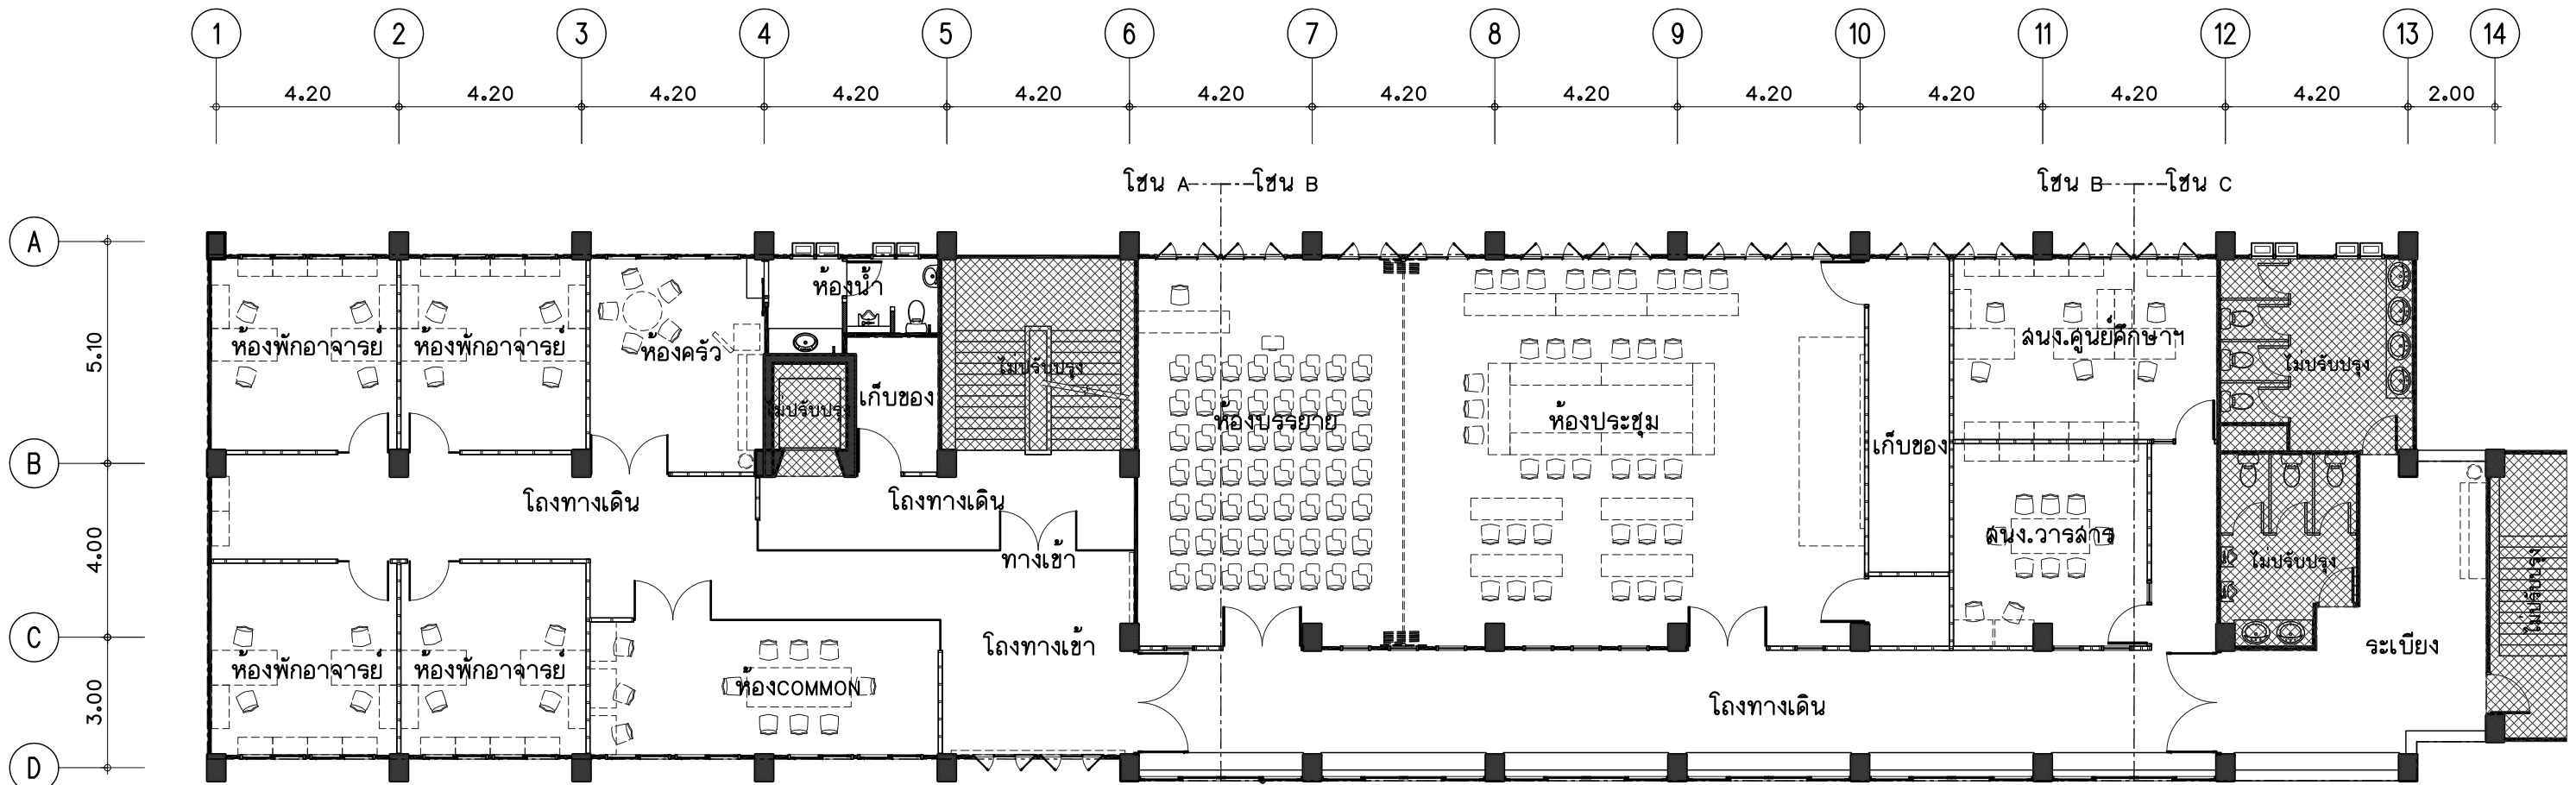 1 2 3 4 5 6 7 8 9 10 11 12 13 14
4.20 4.20 4.20 4.20 4.20 4.20 4.20 4.20 4.20 4.20 4.20 4.20 2.00
โซน A โซน B โซน B โซน C
A
ห้องน้ำ
5.10
ห้องพักอาจารย์ ห้องพักอาจารย์ ห้องครัว ไม่ปรับปรุง สนง.ศูนย์ศึกษาฯ ไม่ปรับปรุง
ไม่ปรับปรุง เก็บของ ห้องบรรยาย ห้องประชุม เก็บของ
B
โถงทางเดิน โถงทางเดิน
4.00
ทางเข้า สนง.วารสาร ไม่ปรับปรุง ไม่ปรับปรุง
C
โถงทางเข้า ระเบียง
ห้องพักอาจารย์ ห้องพักอาจารย์ ห้องCOMMON
3.00
โถงทางเดิน
D